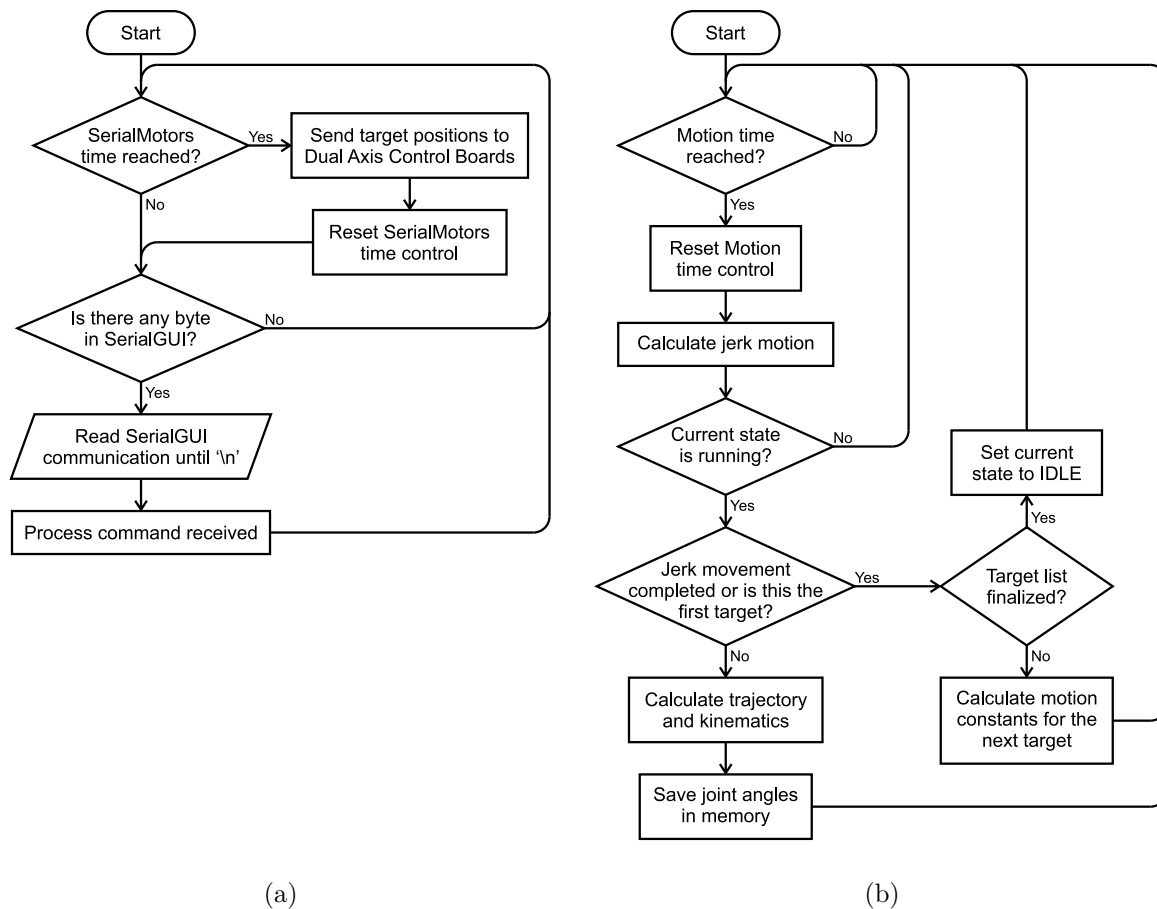 Start
SerialMotors
time reached?
Yes
Send target positions to
Dual Axis Control Boards
No
Reset SerialMotors
time control
Is there any byte
in SerialGUI?
No
Yes
Read SerialGUI
communication until ‘\n’
Process command received
(a)
Start
Motion time
reached?
No
Yes
Reset Motion
time control
Calculate jerk motion
Current state
is running?
No
Yes
Set current
state to IDLE
Yes
Jerk movement
completed or is this the
first target?
Yes
Target list
finalized?
No
No
Calculate trajectory
and kinematics
Calculate motion
constants for the
next target
Save joint angles
in memory
(b)